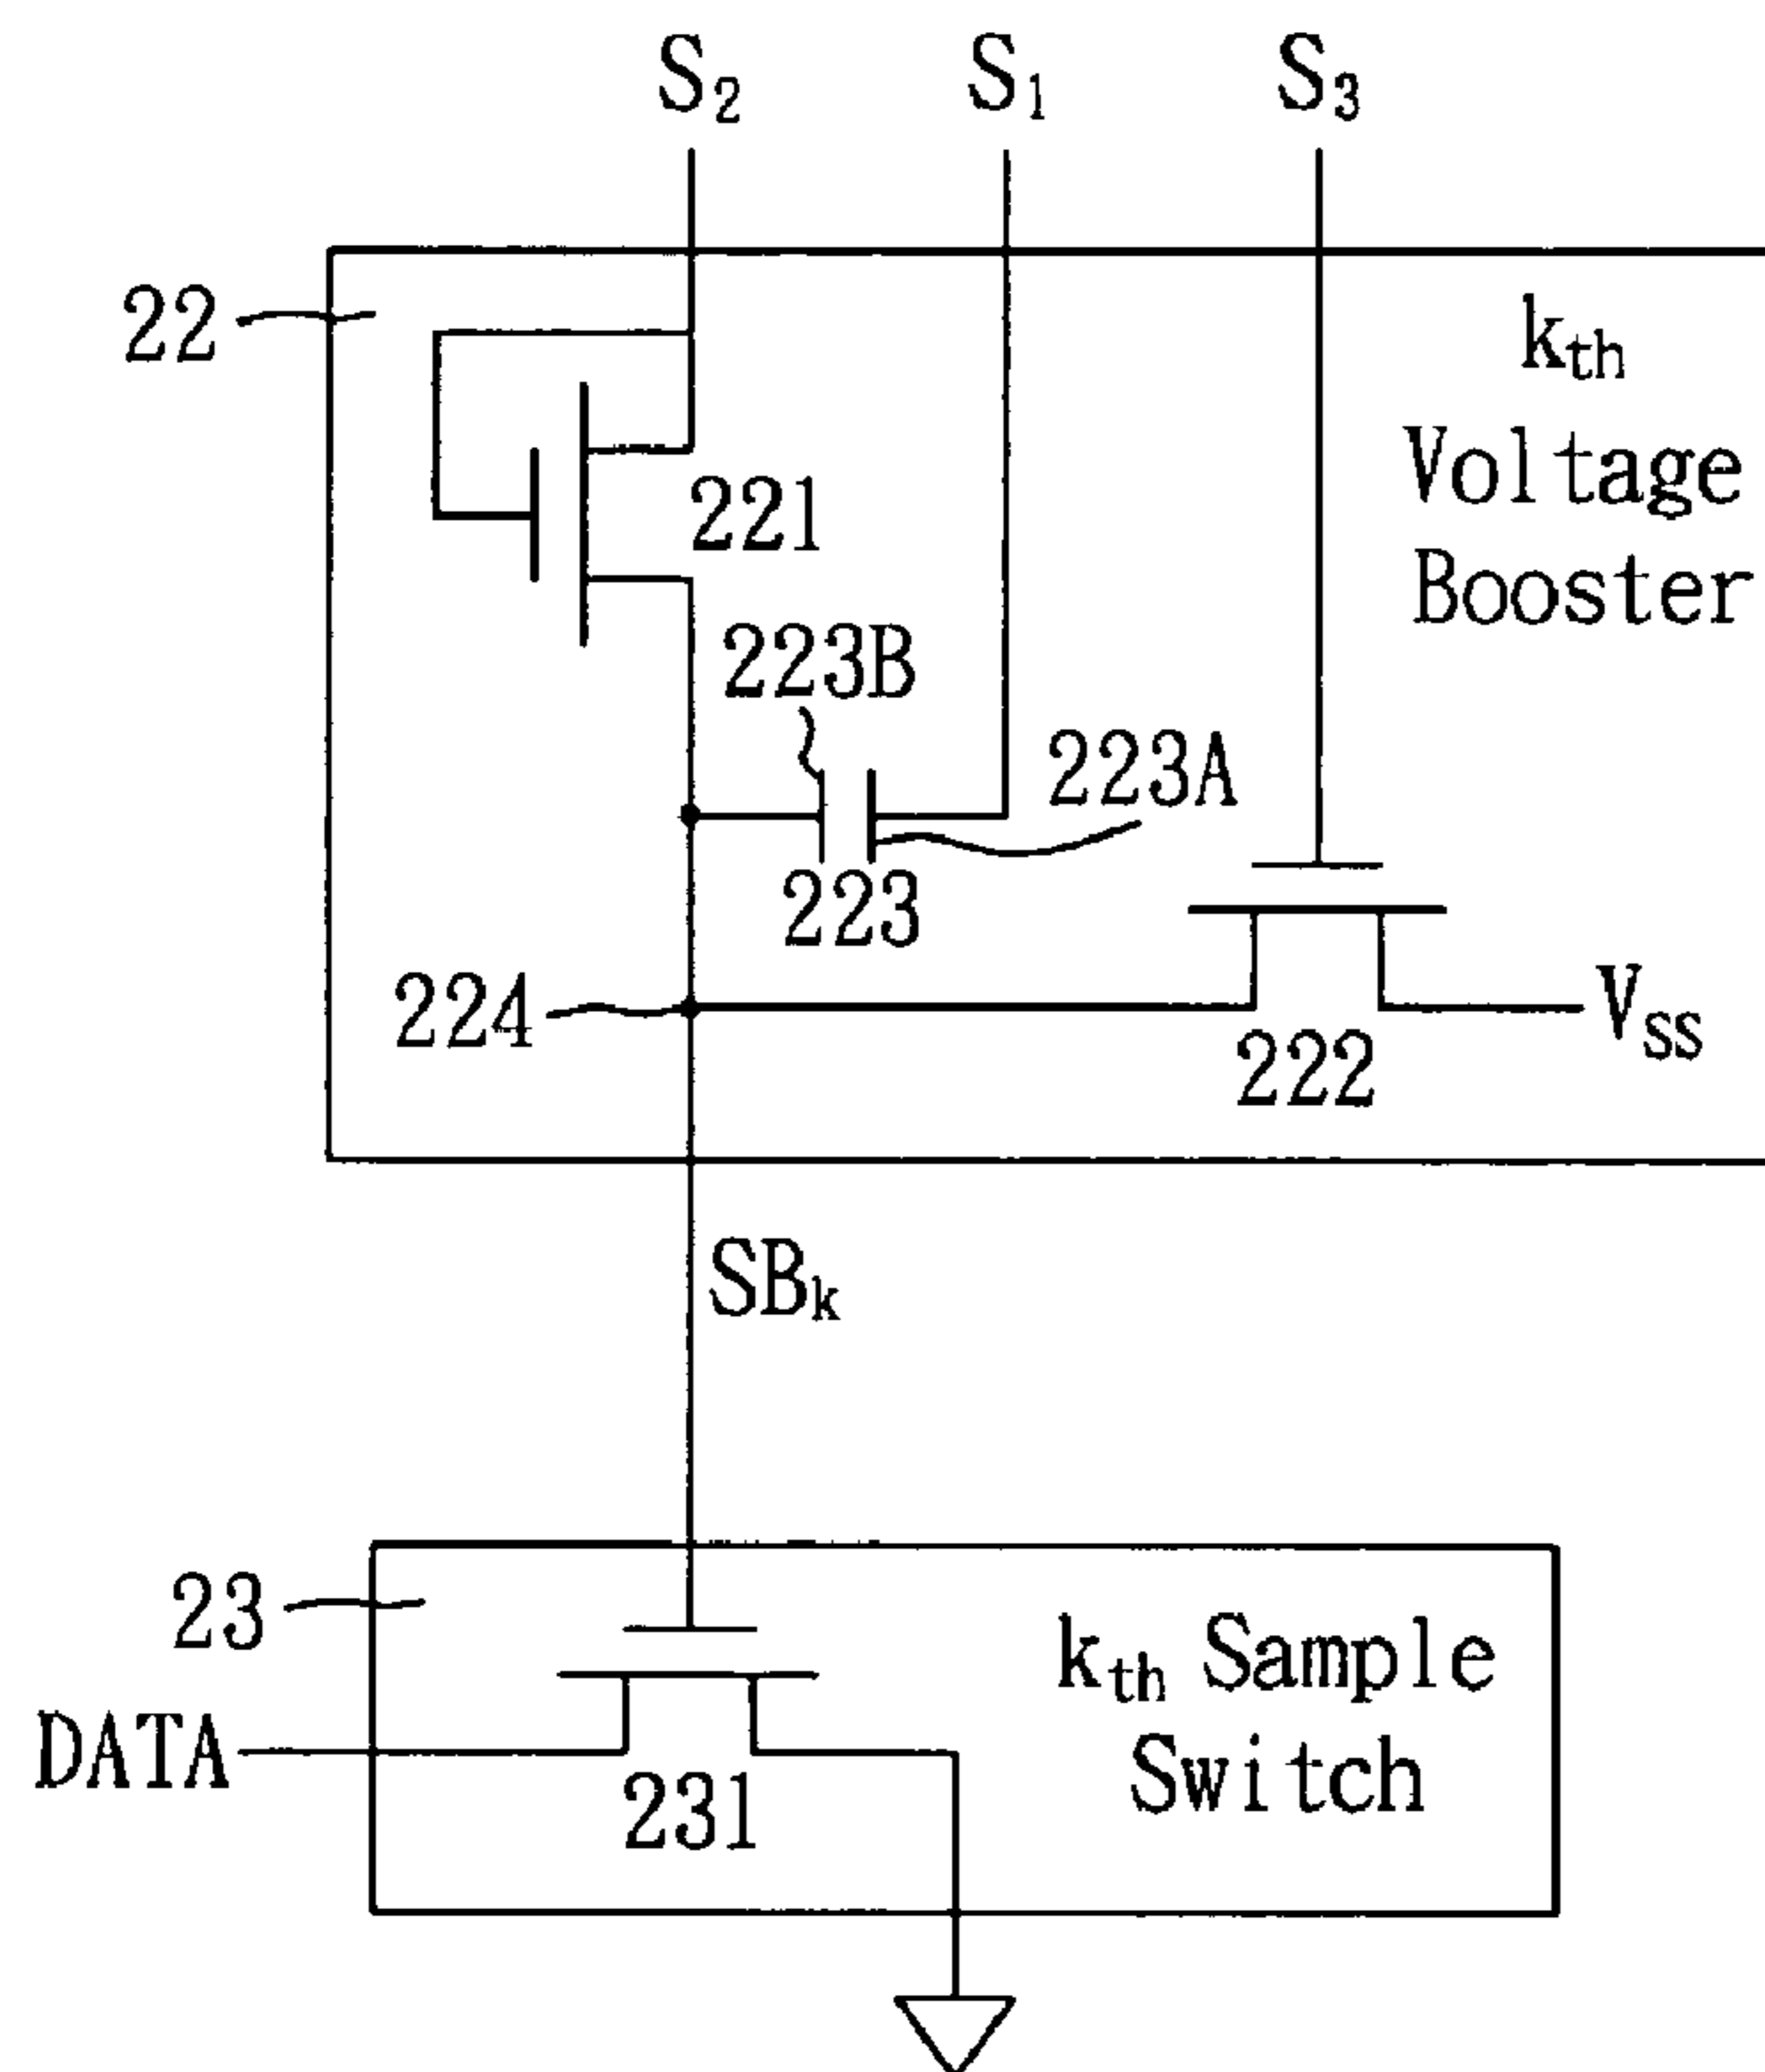 S₂ S₁ S₃
22
kth
Voltage
Booster
221
223B
223A
223
224
VSS
222
SBk
23
kth Sample
Switch
DATA
231